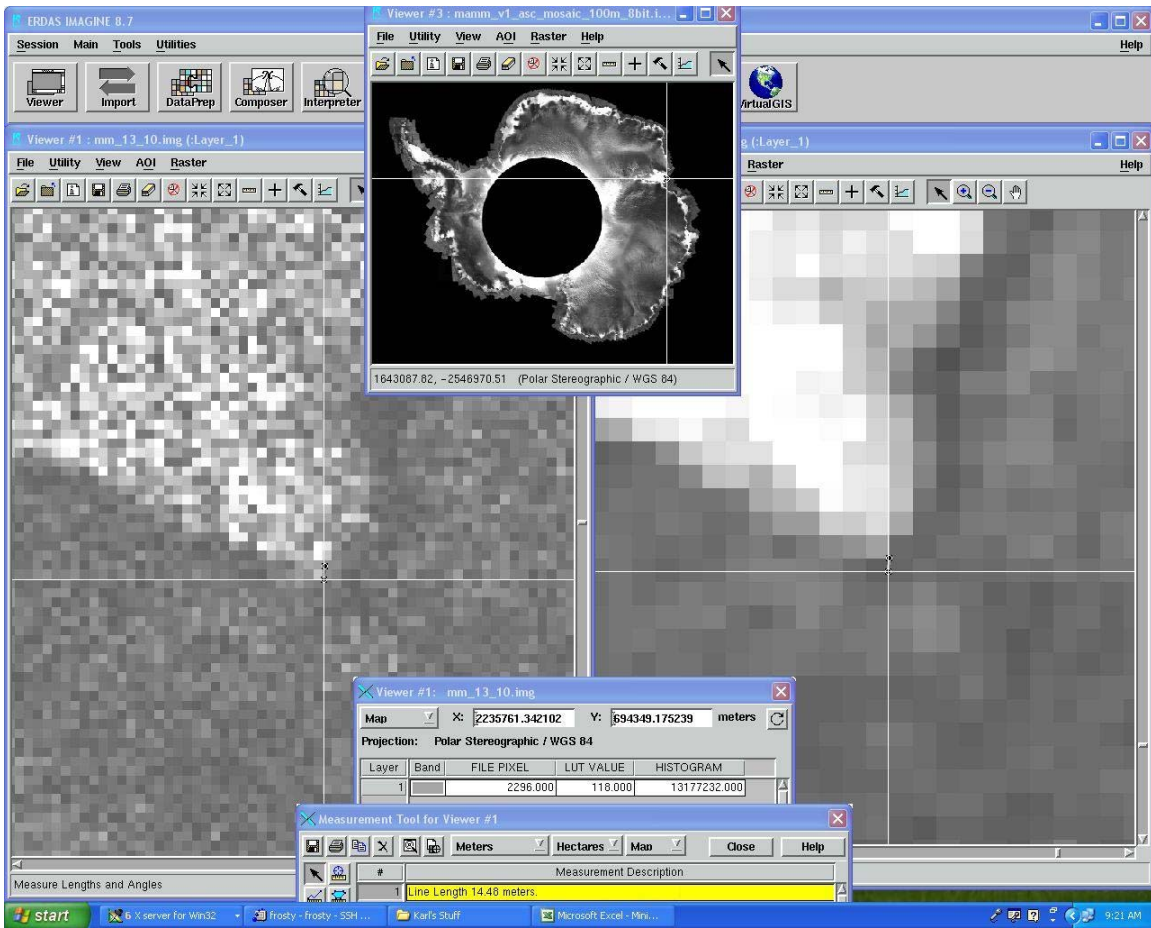 ERDAS IMAGINE 8.7
Session Main Tools Utilities Help
Viewer Import DataPrep Composer Interpreter VirtualGIS
Viewer #3 : mamm_v1_asc_mosaic_100m_8bit.i...
File Utility View AOI Raster Help
1643087.82, -2546970.51 (Polar Stereographic / WGS 84)
Viewer #1 : mm_13_10.img (:Layer_1)
File Utility View AOI Raster
g (:Layer_1)
Raster Help
Viewer #1: mm_13_10.img
Map X: 2235761.342102 Y: 694349.175239 meters
Projection: Polar Stereographic / WGS 84
Layer Band FILE PIXEL LUT VALUE HISTOGRAM
1 2296.000 118.000 13177232.000
Measurement Tool for Viewer #1
Meters Hectares Map Close Help
# Measurement Description
1 Line Length 14.48 meters.
Measure Lengths and Angles
start 6 X server for Win32 frosty - frosty - SSH ... Karl's Stuff Microsoft Excel - Mini... 9:21 AM